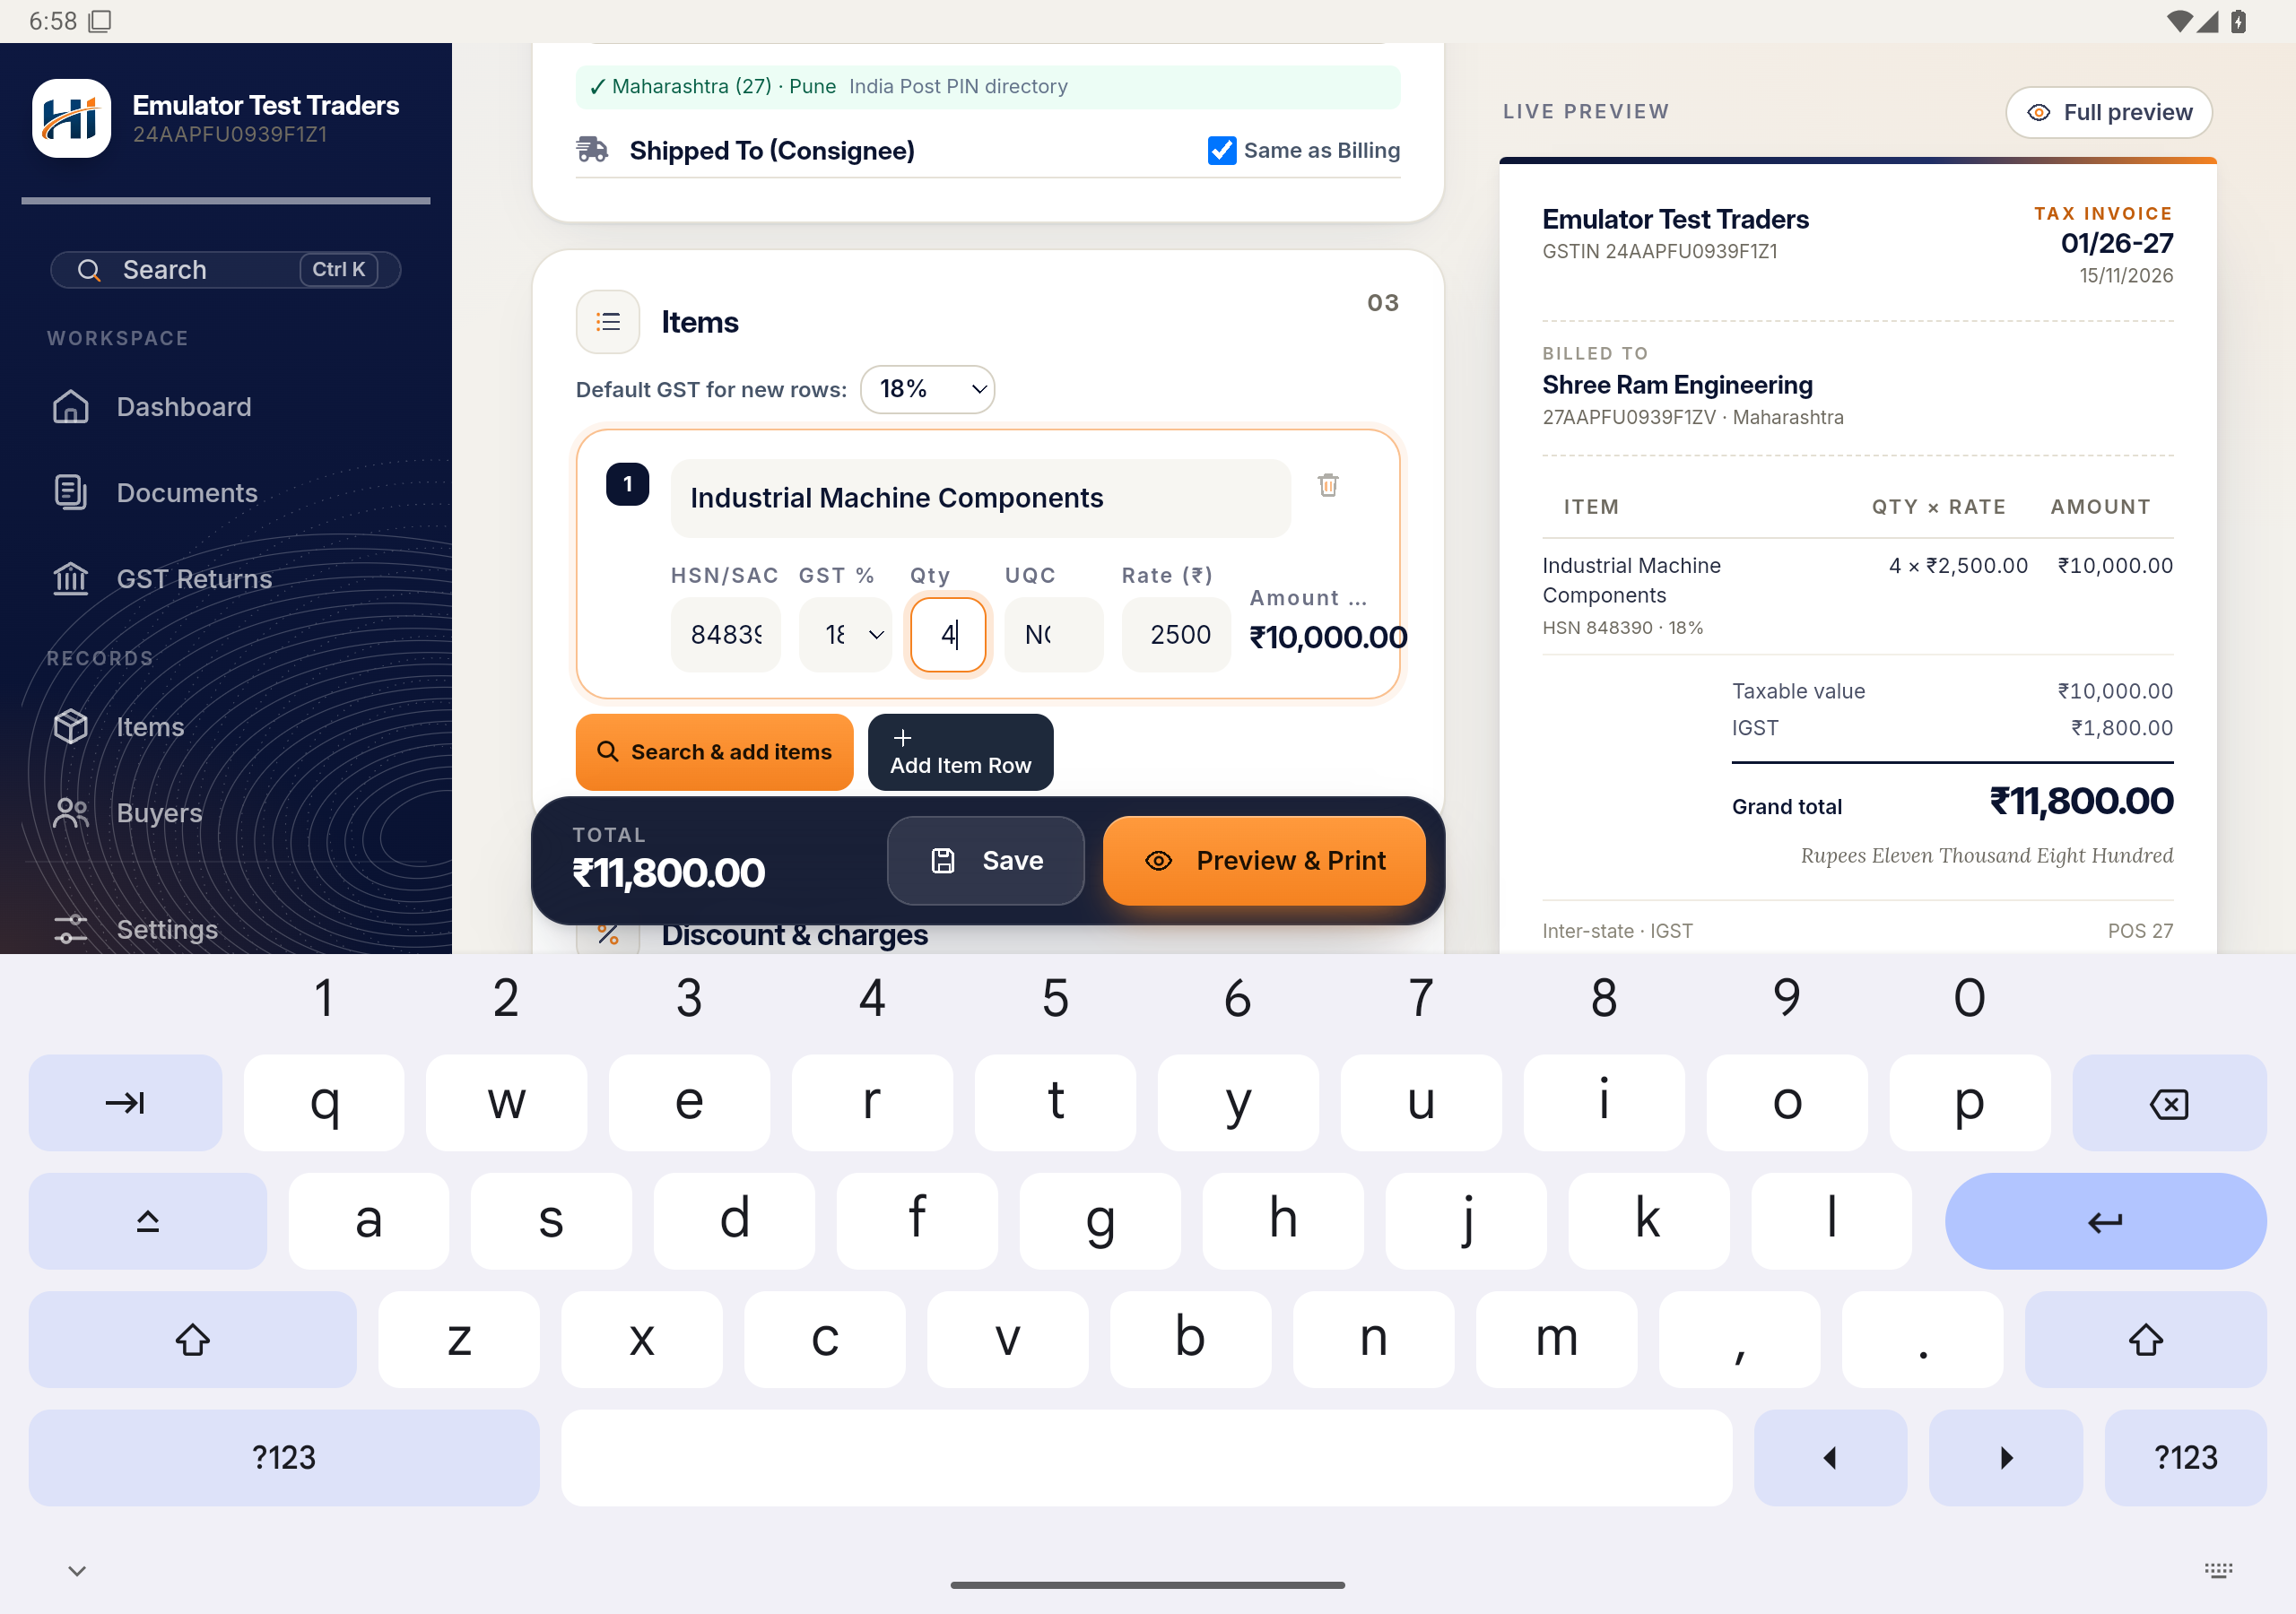 6:58
Hi
Emulator Test Traders
24AAPFU0939F1Z1
Search
Ctrl K
WORKSPACE
Dashboard
Documents
GST Returns
RECORDS
Items
Buyers
Settings
✓ Maharashtra (27) · Pune India Post PIN directory
Shipped To (Consignee)
Same as Billing
Items
03
Default GST for new rows:
18%
1
Industrial Machine Components
HSN/SAC GST % Qty UQC Rate (₹) Amount ...
4 2500 ₹10,000.00
Search & add items
Add Item Row
TOTAL
₹11,800.00
Save
Preview & Print
Discount & charges
LIVE PREVIEW
Full preview
Emulator Test Traders
GSTIN 24AAPFU0939F1Z1
TAX INVOICE
01/26-27
15/11/2026
BILLED TO
Shree Ram Engineering
27AAPFU0939F1ZV · Maharashtra
ITEM QTY × RATE AMOUNT
Industrial Machine Components 4 × ₹2,500.00 ₹10,000.00
HSN 848390 · 18%
Taxable value ₹10,000.00
IGST ₹1,800.00
Grand total ₹11,800.00
Rupees Eleven Thousand Eight Hundred
Inter-state · IGST POS 27
1 2 3 4 5 6 7 8 9 0
q w e r t y u i o p
a s d f g h j k l
z x c v b n m , .
?123 ?123